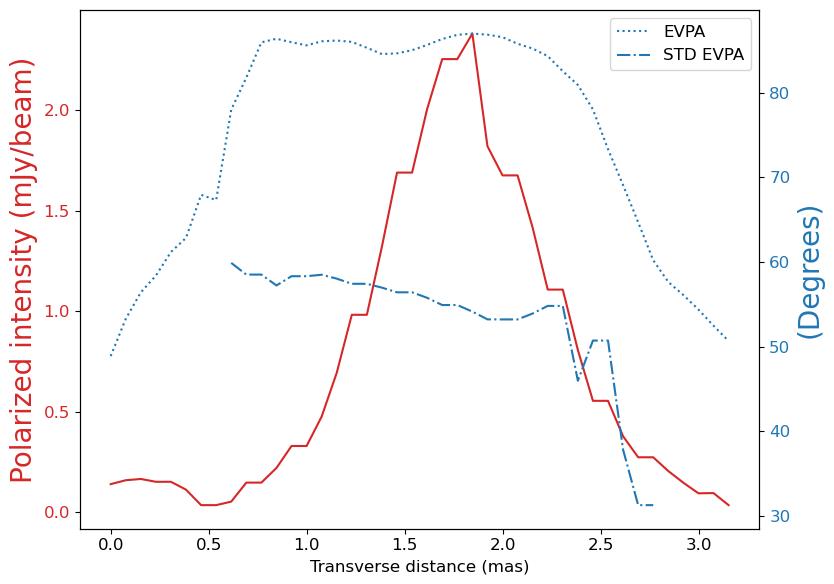 EVPA
STD EVPA
Polarized intensity (mJy/beam)
2.0
1.5
1.0
0.5
0.0
80
70
60
50
40
30
(Degrees)
0.0 0.5 1.0 1.5 2.0 2.5 3.0
Transverse distance (mas)